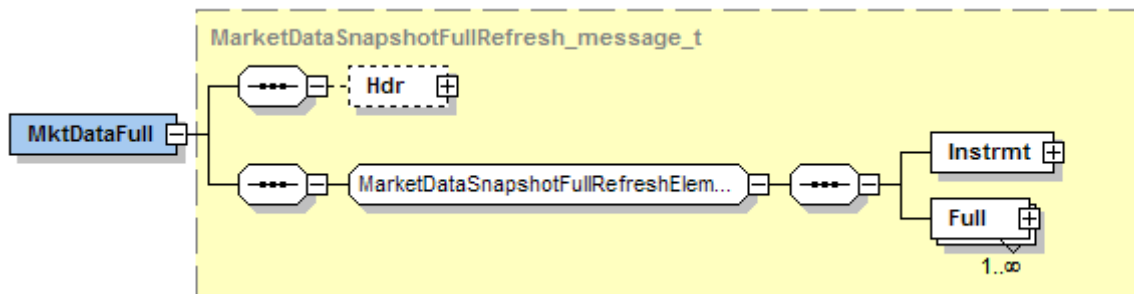 MarketDataSnapshotFullRefresh_message_t
Hdr
MktDataFull
MarketDataSnapshotFullRefreshElem...
Instrmt
Full
1..∞